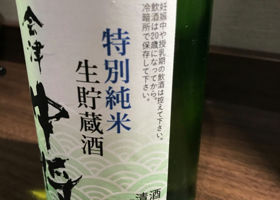 妊娠中や授乳期の飲酒は控えて下さい。
飲酒は20歳になってから。
冷暗所で保存して下さい。
特別純米
生貯蔵酒
会津
中将
清酒